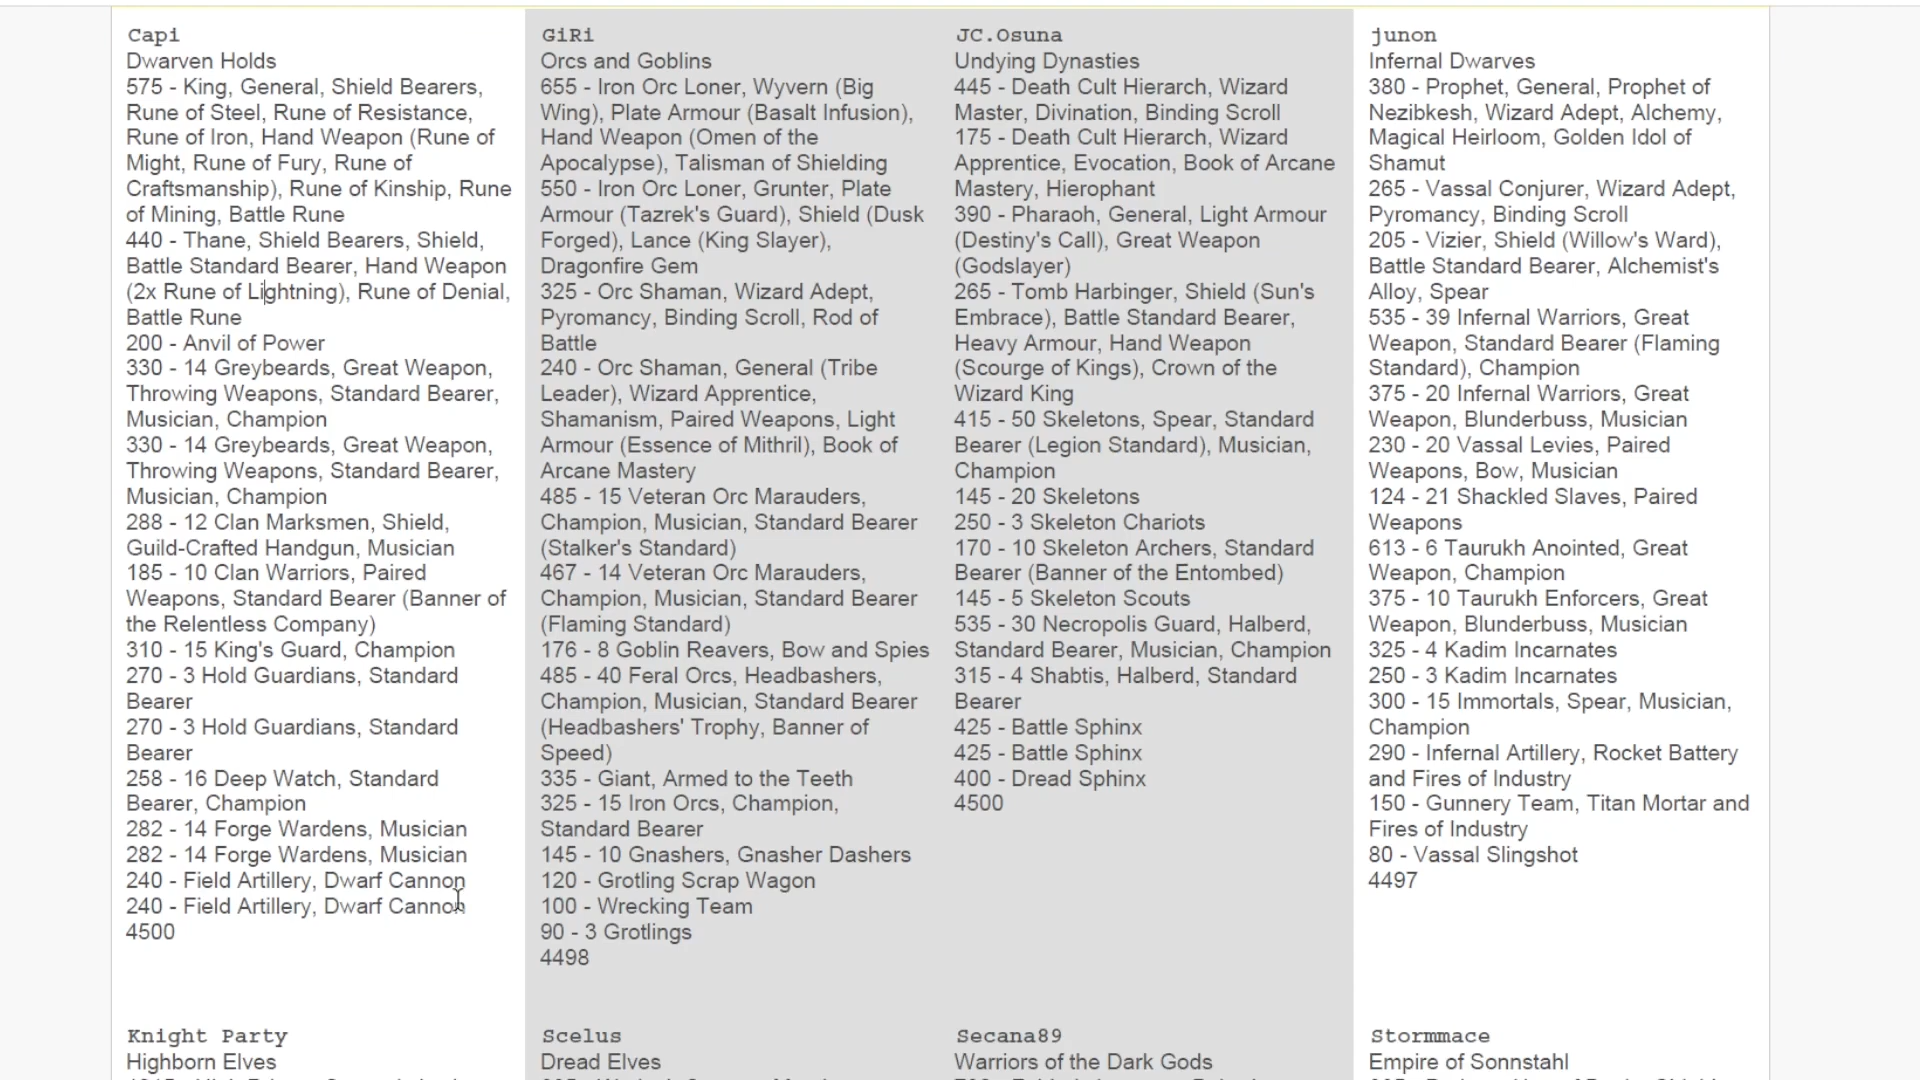 Capi
Dwarven Holds
575 - King, General, Shield Bearers,
Rune of Steel, Rune of Resistance,
Rune of Iron, Hand Weapon (Rune of
Might, Rune of Fury, Rune of
Craftsmanship), Rune of Kinship, Rune
of Mining, Battle Rune
440 - Thane, Shield Bearers, Shield,
Battle Standard Bearer, Hand Weapon
(2x Rune of Lightning), Rune of Denial,
Battle Rune
200 - Anvil of Power
330 - 14 Greybeards, Great Weapon,
Throwing Weapons, Standard Bearer,
Musician, Champion
330 - 14 Greybeards, Great Weapon,
Throwing Weapons, Standard Bearer,
Musician, Champion
288 - 12 Clan Marksmen, Shield,
Guild-Crafted Handgun, Musician
185 - 10 Clan Warriors, Paired
Weapons, Standard Bearer (Banner of
the Relentless Company)
310 - 15 King's Guard, Champion
270 - 3 Hold Guardians, Standard
Bearer
270 - 3 Hold Guardians, Standard
Bearer
258 - 16 Deep Watch, Standard
Bearer, Champion
282 - 14 Forge Wardens, Musician
282 - 14 Forge Wardens, Musician
240 - Field Artillery, Dwarf Cannon
240 - Field Artillery, Dwarf Cannon
4500
GiRi
Orcs and Goblins
655 - Iron Orc Loner, Wyvern (Big
Wing), Plate Armour (Basalt Infusion),
Hand Weapon (Omen of the
Apocalypse), Talisman of Shielding
550 - Iron Orc Loner, Grunter, Plate
Armour (Tazrek's Guard), Shield (Dusk
Forged), Lance (King Slayer),
Dragonfire Gem
325 - Orc Shaman, Wizard Adept,
Pyromancy, Binding Scroll, Rod of
Battle
240 - Orc Shaman, General (Tribe
Leader), Wizard Apprentice,
Shamanism, Paired Weapons, Light
Armour (Essence of Mithril), Book of
Arcane Mastery
485 - 15 Veteran Orc Marauders,
Champion, Musician, Standard Bearer
(Stalker's Standard)
467 - 14 Veteran Orc Marauders,
Champion, Musician, Standard Bearer
(Flaming Standard)
176 - 8 Goblin Reavers, Bow and Spies
485 - 40 Feral Orcs, Headbashers,
Champion, Musician, Standard Bearer
(Headbashers' Trophy, Banner of
Speed)
335 - Giant, Armed to the Teeth
325 - 15 Iron Orcs, Champion,
Standard Bearer
145 - 10 Gnashers, Gnasher Dashers
120 - Grotling Scrap Wagon
100 - Wrecking Team
90 - 3 Grotlings
4498
JC.Osuna
Undying Dynasties
445 - Death Cult Hierarch, Wizard
Master, Divination, Binding Scroll
175 - Death Cult Hierarch, Wizard
Apprentice, Evocation, Book of Arcane
Mastery, Hierophant
390 - Pharaoh, General, Light Armour
(Destiny's Call), Great Weapon
(Godslayer)
265 - Tomb Harbinger, Shield (Sun's
Embrace), Battle Standard Bearer,
Heavy Armour, Hand Weapon
(Scourge of Kings), Crown of the
Wizard King
415 - 50 Skeletons, Spear, Standard
Bearer (Legion Standard), Musician,
Champion
145 - 20 Skeletons
250 - 3 Skeleton Chariots
170 - 10 Skeleton Archers, Standard
Bearer (Banner of the Entombed)
145 - 5 Skeleton Scouts
535 - 30 Necropolis Guard, Halberd,
Standard Bearer, Musician, Champion
315 - 4 Shabtis, Halberd, Standard
Bearer
425 - Battle Sphinx
425 - Battle Sphinx
400 - Dread Sphinx
4500
junon
Infernal Dwarves
380 - Prophet, General, Prophet of
Nezibkesh, Wizard Adept, Alchemy,
Magical Heirloom, Golden Idol of
Shamut
265 - Vassal Conjurer, Wizard Adept,
Pyromancy, Binding Scroll
205 - Vizier, Shield (Willow's Ward),
Battle Standard Bearer, Alchemist's
Alloy, Spear
535 - 39 Infernal Warriors, Great
Weapon, Standard Bearer (Flaming
Standard), Champion
375 - 20 Infernal Warriors, Great
Weapon, Blunderbuss, Musician
230 - 20 Vassal Levies, Paired
Weapons, Bow, Musician
124 - 21 Shackled Slaves, Paired
Weapons
613 - 6 Taurukh Anointed, Great
Weapon, Champion
375 - 10 Taurukh Enforcers, Great
Weapon, Blunderbuss, Musician
325 - 4 Kadim Incarnates
250 - 3 Kadim Incarnates
300 - 15 Immortals, Spear, Musician,
Champion
290 - Infernal Artillery, Rocket Battery
and Fires of Industry
150 - Gunnery Team, Titan Mortar and
Fires of Industry
80 - Vassal Slingshot
4497
Knight Party
Highborn Elves
Scelus
Dread Elves
Secana89
Warriors of the Dark Gods
Stormmace
Empire of Sonnstahl